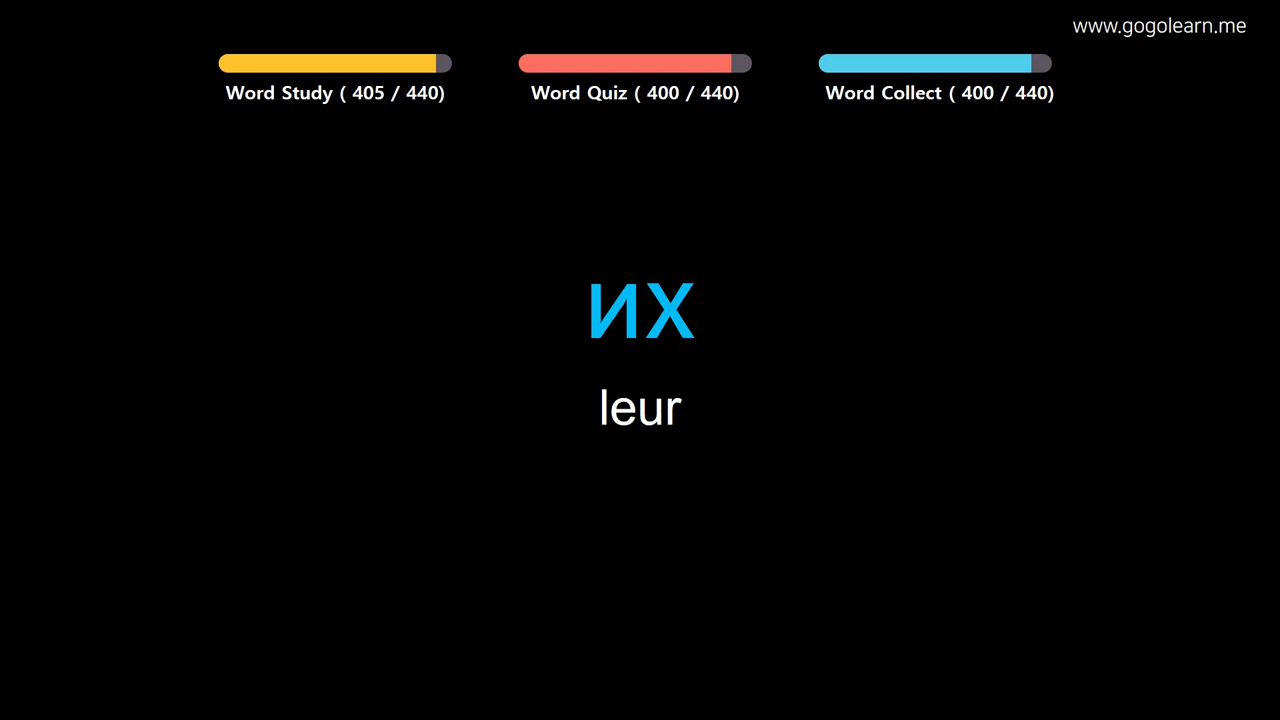 www.gogolearn.me
Word Study ( 405 / 440)
Word Quiz ( 400 / 440)
Word Collect ( 400 / 440)
их
leur